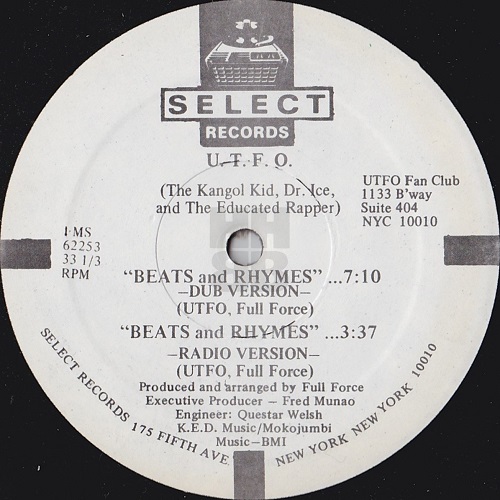 SELECT
RECORDS
U.T.F.O.
(The Kangol Kid, Dr. Ice,
and The Educated Rapper)
UTFO Fan Club
1133 B'way
Suite 404
NYC 10010
FMS
62253
33 1/3
RPM
"BEATS and RHYMES" ...7:10
—DUB VERSION—
(UTFO, Full Force)
"BEATS and RHYMES" ...3:37
—RADIO VERSION—
(UTFO, Full Force)
Produced and arranged by Full Force
Executive Producer – Fred Munao
Engineer: Questar Welsh
K.E.D. Music/Mokojumbi
Music—BMI
SELECT RECORDS 175 FIFTH AVE. NEW YORK NEW YORK 10010